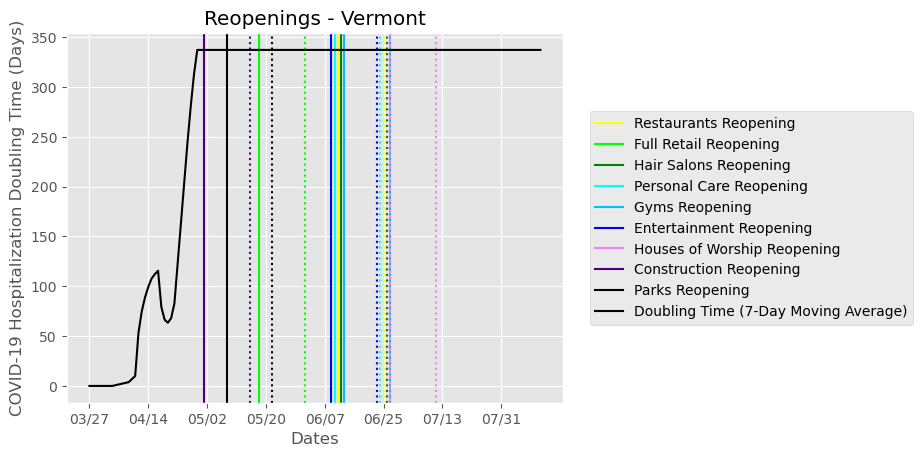 Reopenings - Vermont
COVID-19 Hospitalization Doubling Time (Days)
350
300
250
200
150
100
50
0
03/27 04/14 05/02 05/20 06/07 06/25 07/13 07/31
Dates
Restaurants Reopening
Full Retail Reopening
Hair Salons Reopening
Personal Care Reopening
Gyms Reopening
Entertainment Reopening
Houses of Worship Reopening
Construction Reopening
Parks Reopening
Doubling Time (7-Day Moving Average)